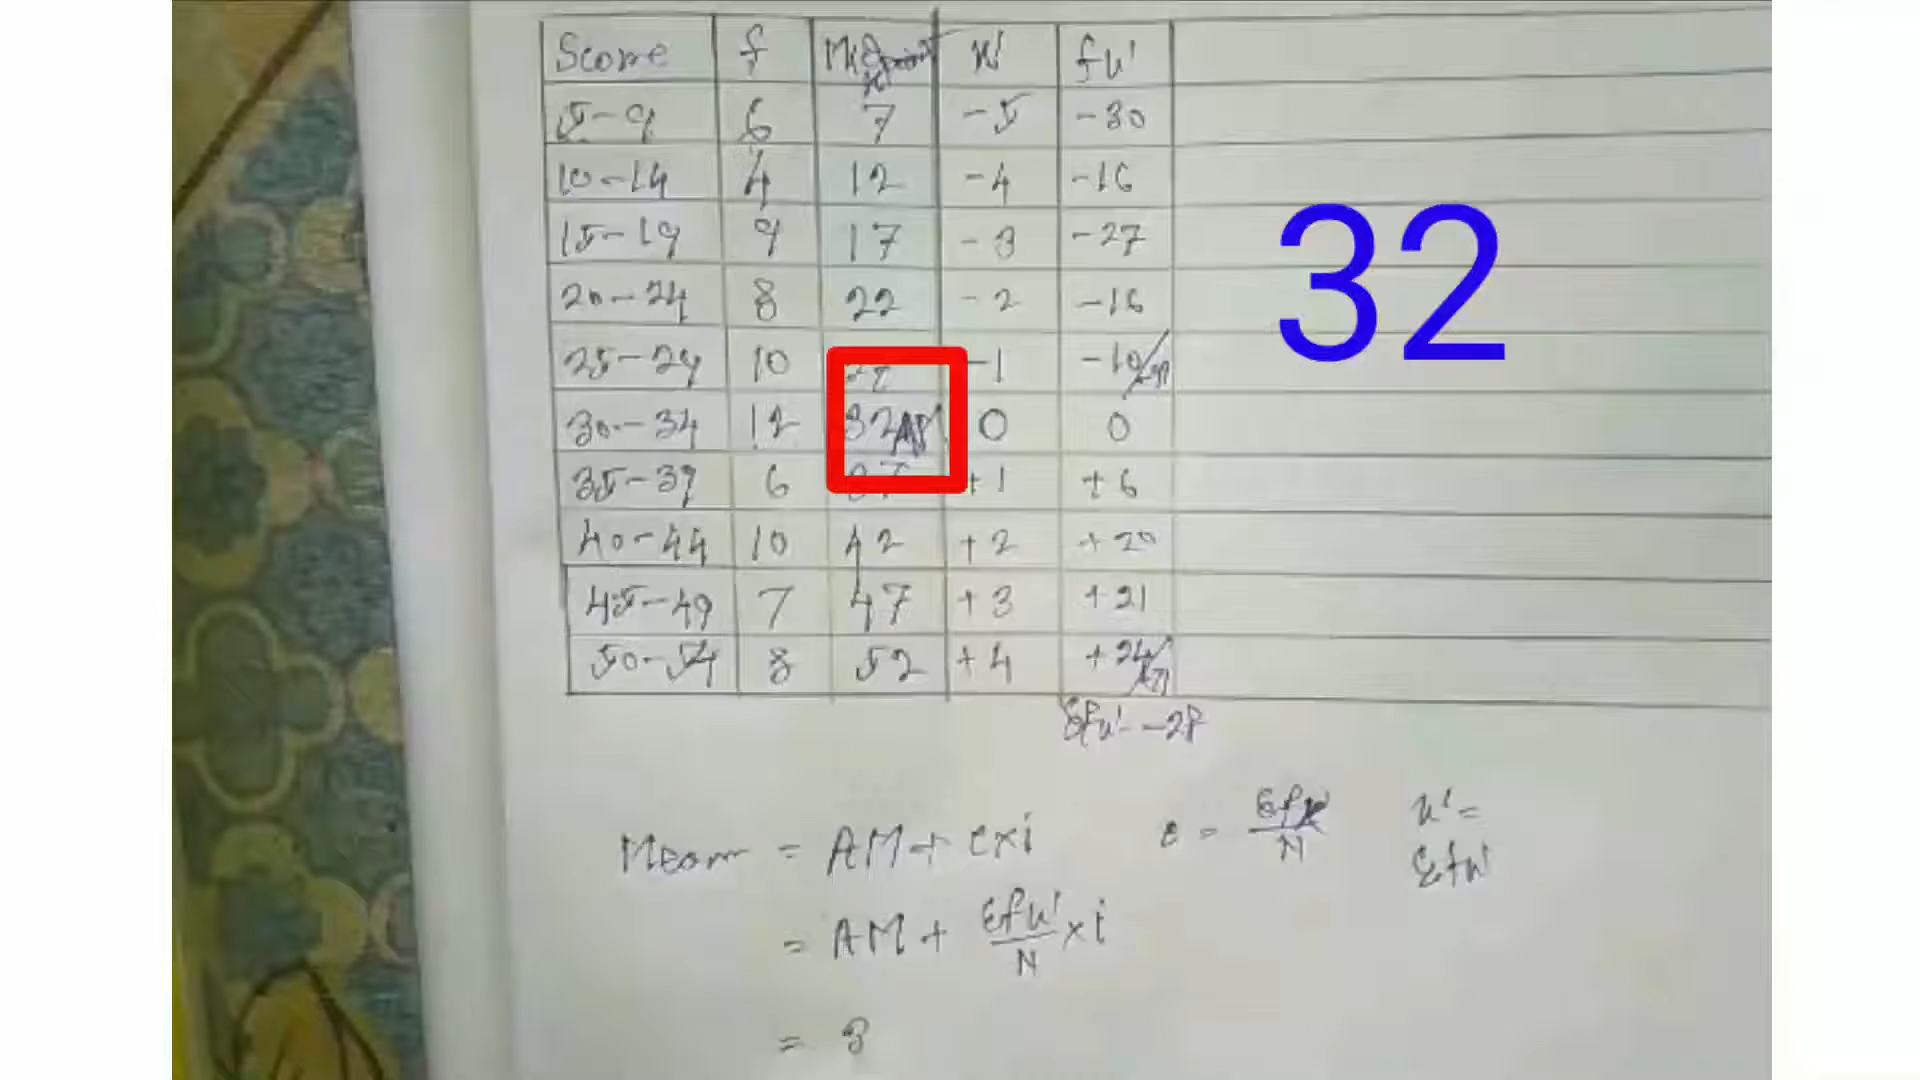 Score f Midpoint x' fx'
x
5-9 6 7 -5 -30
10-14 4 12 -4 -16
15-19 9 17 -3 -27
20-24 8 22 -2 -16
25-29 10 -1 -10
30-34 12 32 AM 0 0
35-39 6 37 +1 +6
40-44 10 42 +2 +20
45-49 7 47 +3 +21
50-54 8 52 +4 +24
Σfx' -28
32
Mean = AM + c×i c = Σfx'/N x' =
Σfx'
= AM + Σfx'/N × i
= 3